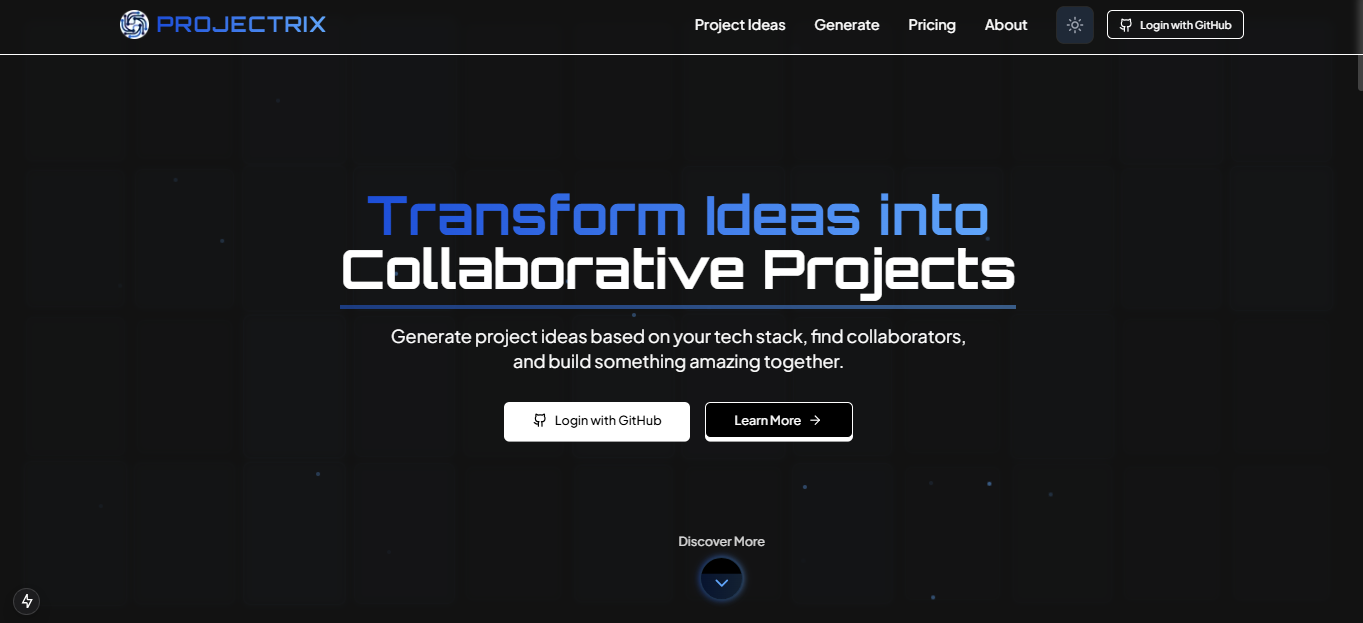 PROJECTRIX
Project Ideas
Generate
Pricing
About
Login with GitHub
Transform Ideas into
Collaborative Projects
Generate project ideas based on your tech stack, find collaborators,
and build something amazing together.
Login with GitHub
Learn More
Discover More